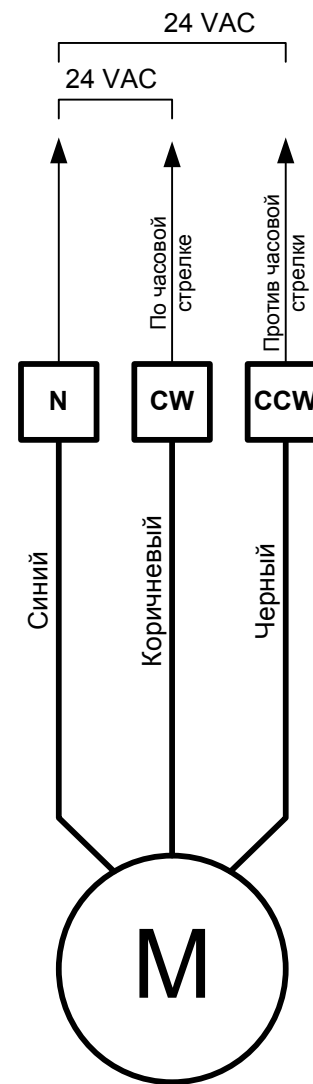 24 VAC
24 VAC
По часовой
стрелке
Против часовой
стрелки
N
CW
CCW
Синий
Коричневый
Черный
M